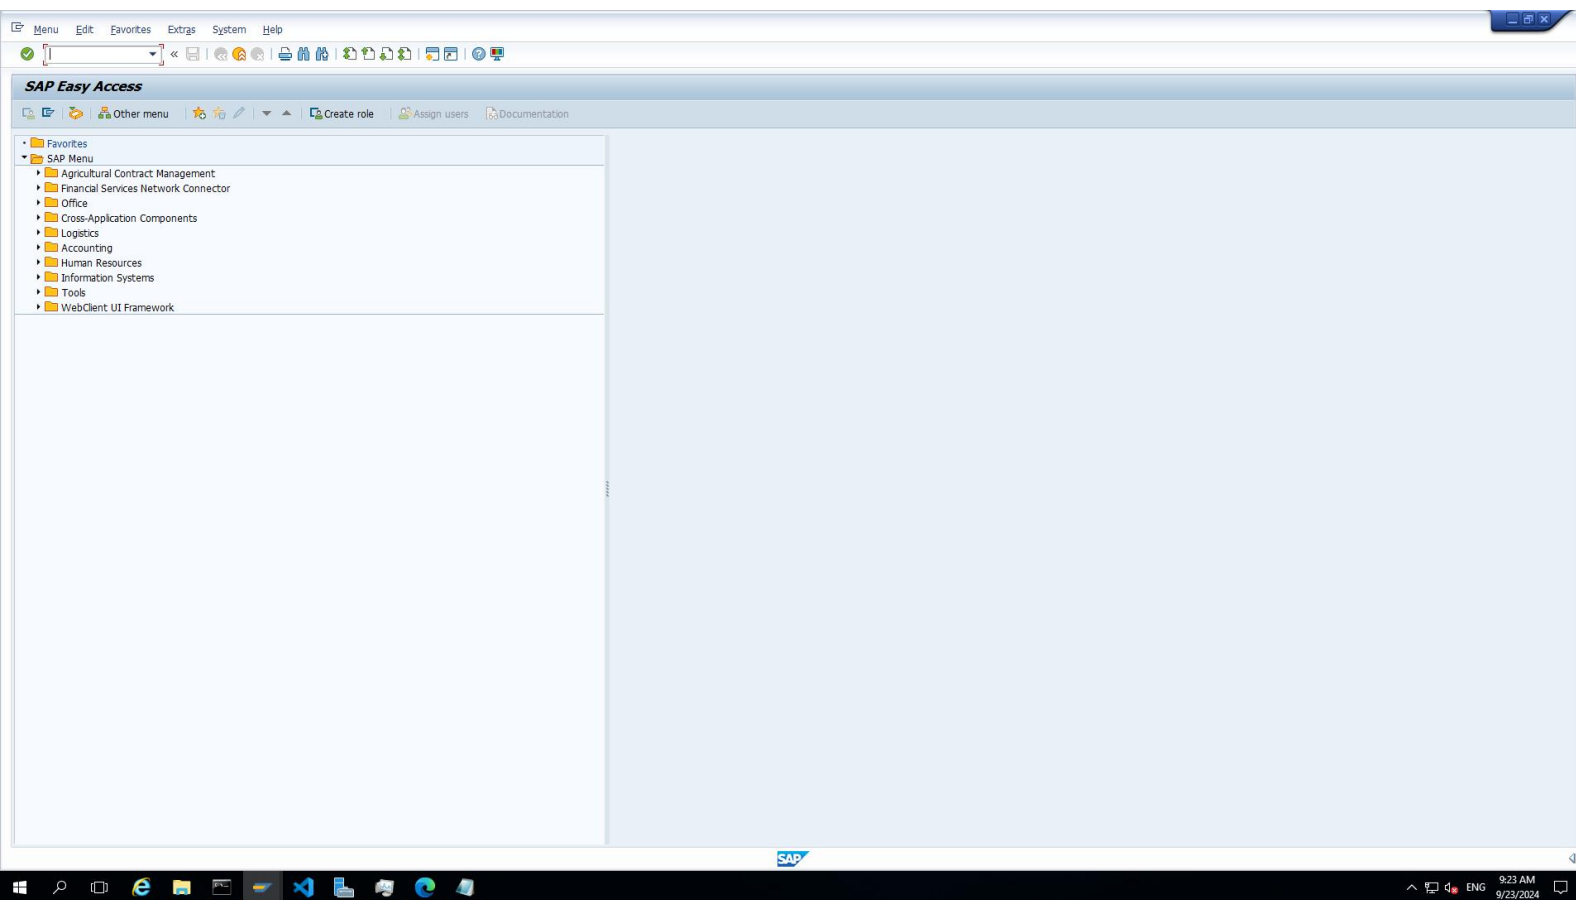 Menu Edit Favorites Extras System Help
SAP Easy Access
Other menu Create role Assign users Documentation
Favorites
SAP Menu
Agricultural Contract Management
Financial Services Network Connector
Office
Cross-Application Components
Logistics
Accounting
Human Resources
Information Systems
Tools
WebClient UI Framework
SAP
ENG
9:23 AM
9/23/2024